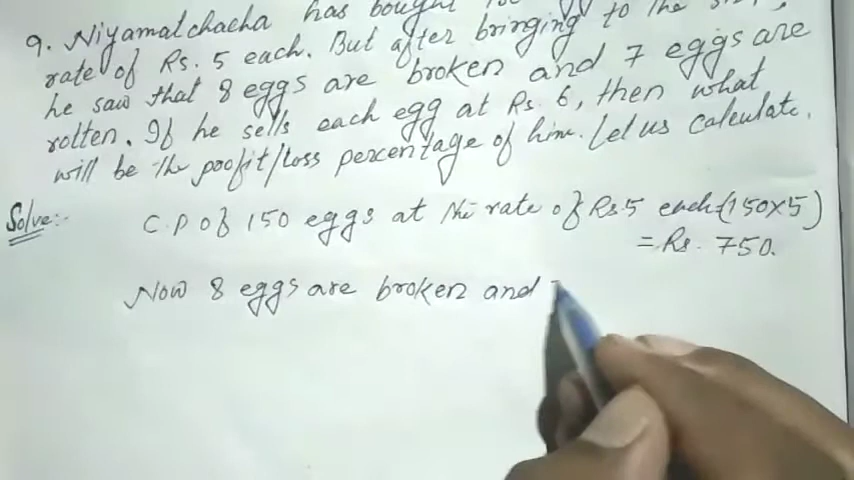 9. Niyamatchacha has bought
rate of Rs. 5 each. But after bringing to the
he saw that 8 eggs are broken and 7 eggs are
rotten. If he sells each egg at Rs. 6, then what
will be the profit/loss percentage of him. Let us calculate.
Solve:-
C.P of 150 eggs at the rate of Rs 5 each (150x5)
= Rs. 750.
Now 8 eggs are broken and